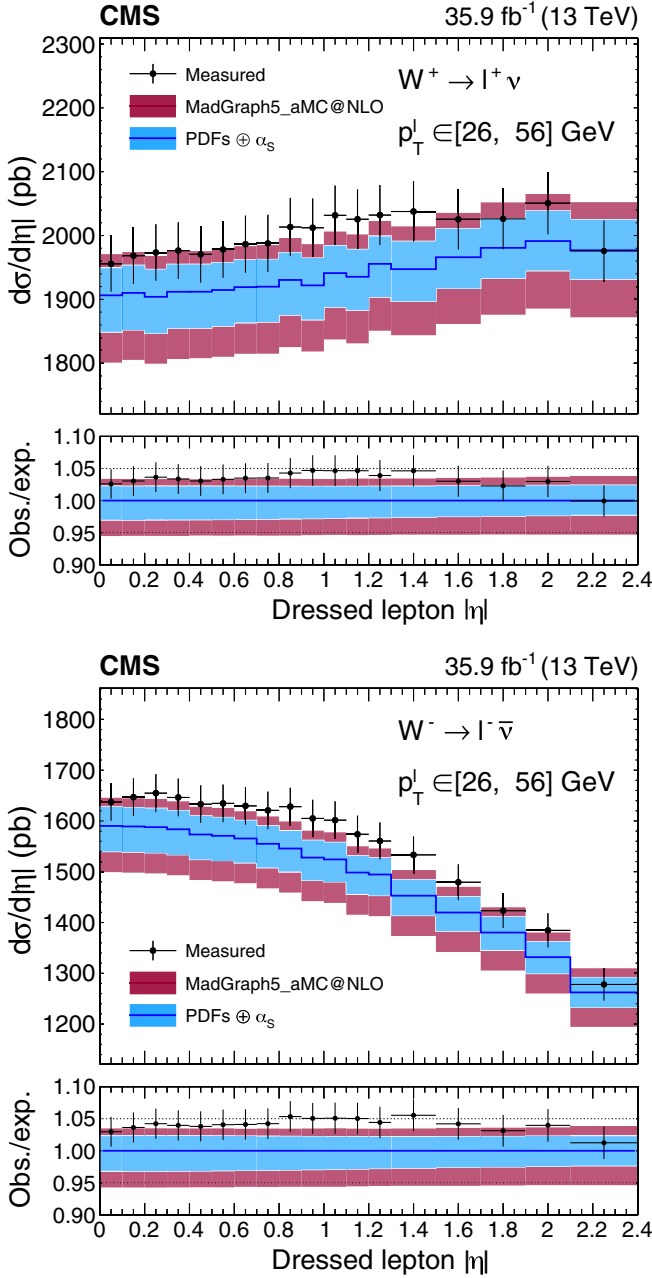 CMS 35.9 fb⁻¹ (13 TeV)
2300
2200
2100
2000
1900
1800
dσ/d|η| (pb)
Measured
MadGraph5_aMC@NLO
PDFs ⊕ αS
W⁺ → l⁺ ν
pTˡ ∈[26, 56] GeV
1.10
1.05
1.00
0.95
0.90
Obs./exp.
0 0.2 0.4 0.6 0.8 1 1.2 1.4 1.6 1.8 2 2.2 2.4
Dressed lepton |η|
CMS 35.9 fb⁻¹ (13 TeV)
1800
1700
1600
1500
1400
1300
1200
dσ/d|η| (pb)
W⁻ → l⁻ ν̅
pTˡ ∈[26, 56] GeV
Measured
MadGraph5_aMC@NLO
PDFs ⊕ αS
1.10
1.05
1.00
0.95
0.90
Obs./exp.
0 0.2 0.4 0.6 0.8 1 1.2 1.4 1.6 1.8 2 2.2 2.4
Dressed lepton |η|